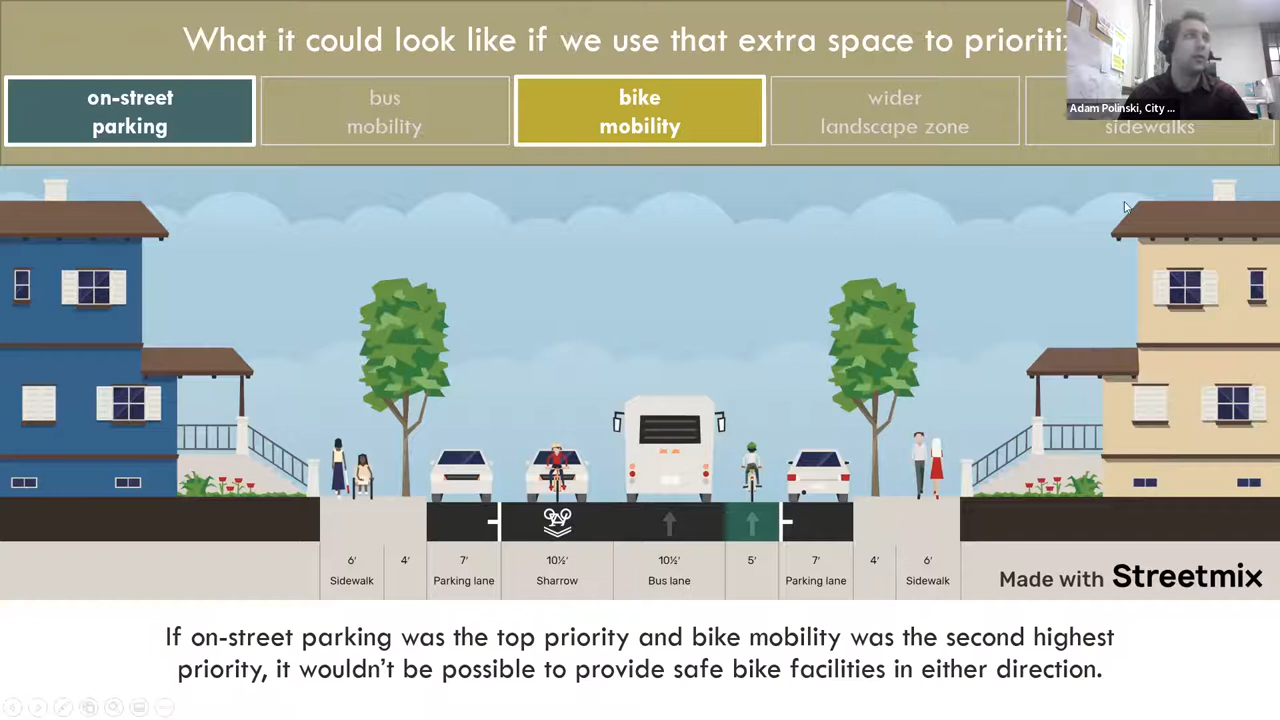 What it could look like if we use that extra space to
on-street
parking
bus
mobility
bike
mobility
wider
landscape zone
sidewalks
Adam Polinski, City ...
6'
4'
7'
10½'
10½'
5'
7'
4'
6'
Sidewalk
Parking lane
Sharrow
Bus lane
Parking lane
Sidewalk
Made with Streetmix
If on-street parking was the top priority and bike mobility was the second highest
priority, it wouldn't be possible to provide safe bike facilities in either direction.